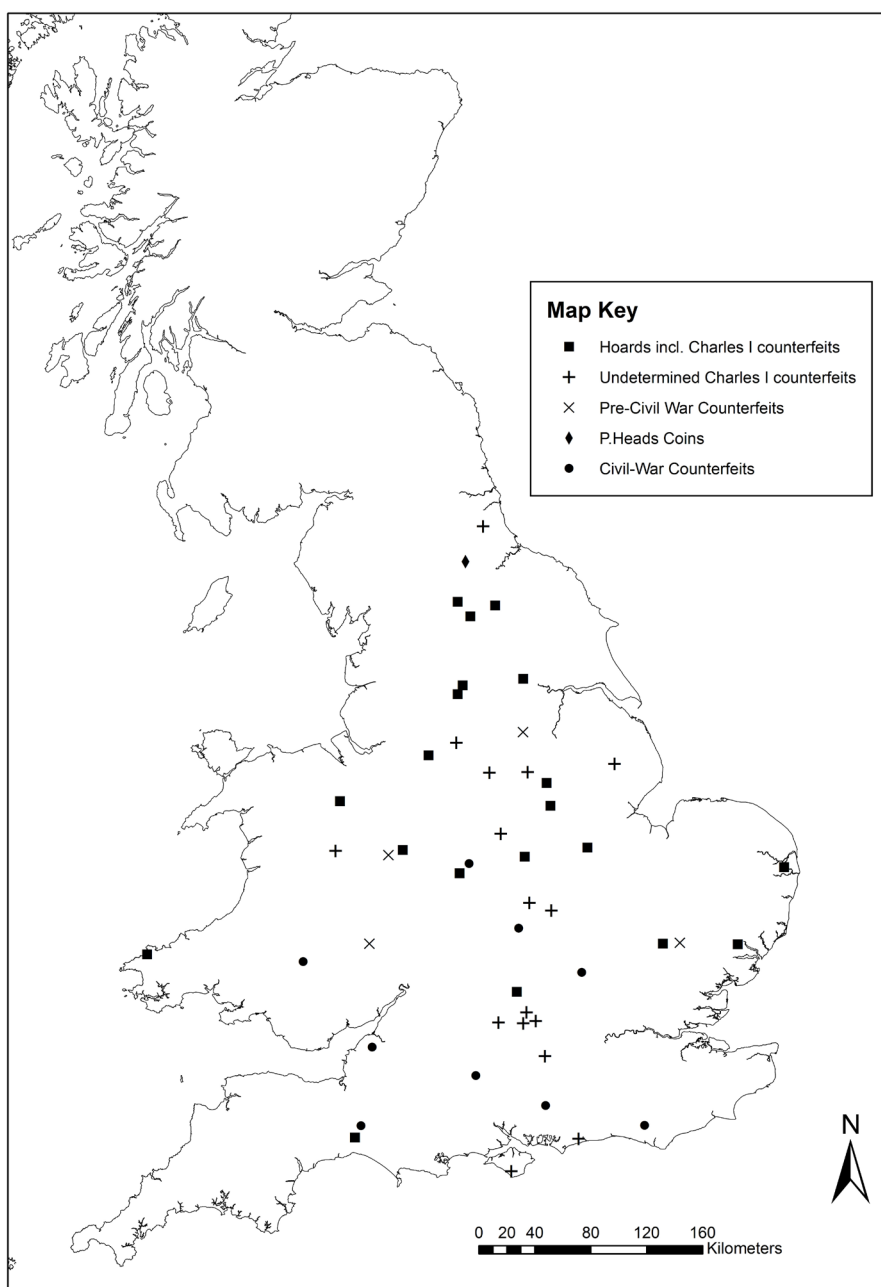 Map Key
Hoards incl. Charles I counterfeits
Undetermined Charles I counterfeits
Pre-Civil War Counterfeits
P.Heads Coins
Civil-War Counterfeits
N
0 20 40 80 120 160
Kilometers